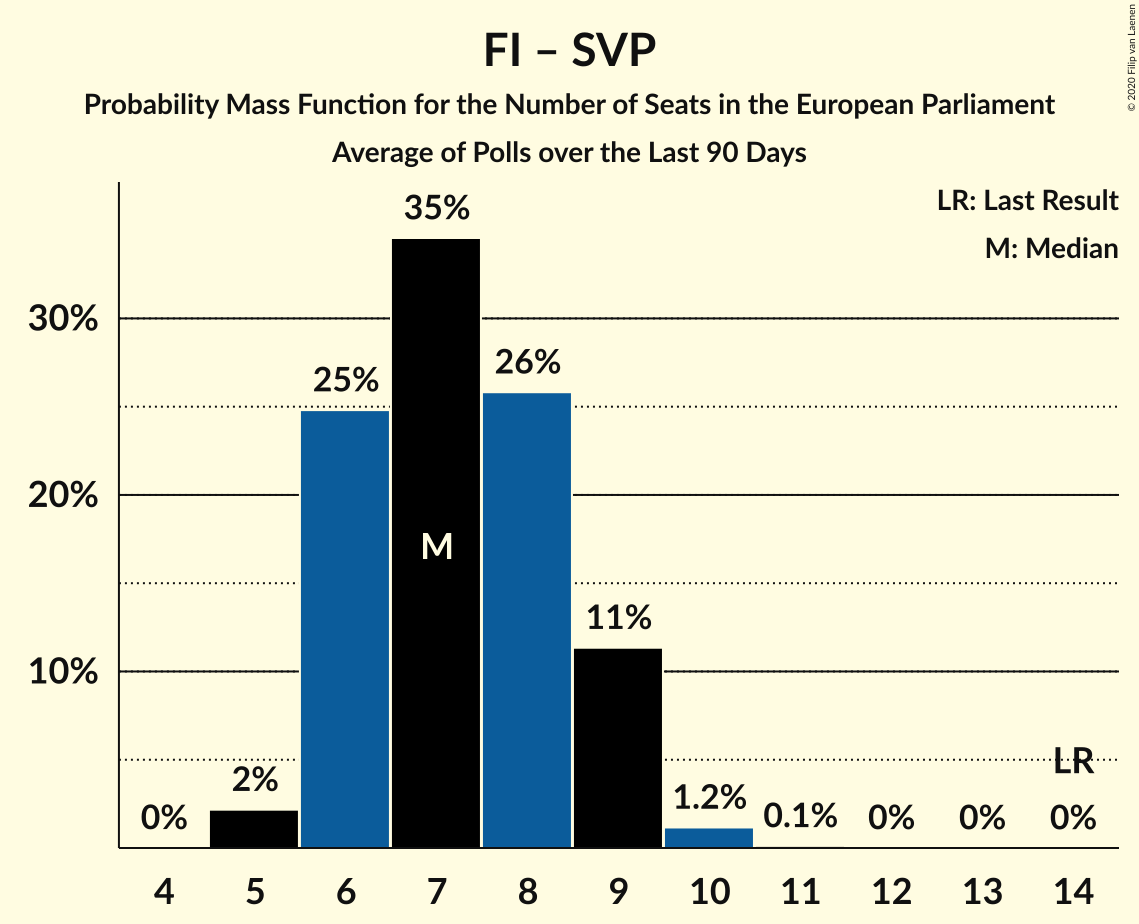 FI – SVP
Probability Mass Function for the Number of Seats in the European Parliament
Average of Polls over the Last 90 Days
© 2020 Filip van Laenen
LR: Last Result
M: Median
35%
30%
26%
25%
20%
M
11%
10%
LR
2%
1.2%
0%
0.1%
0%
0%
0%
4 5 6 7 8 9 10 11 12 13 14